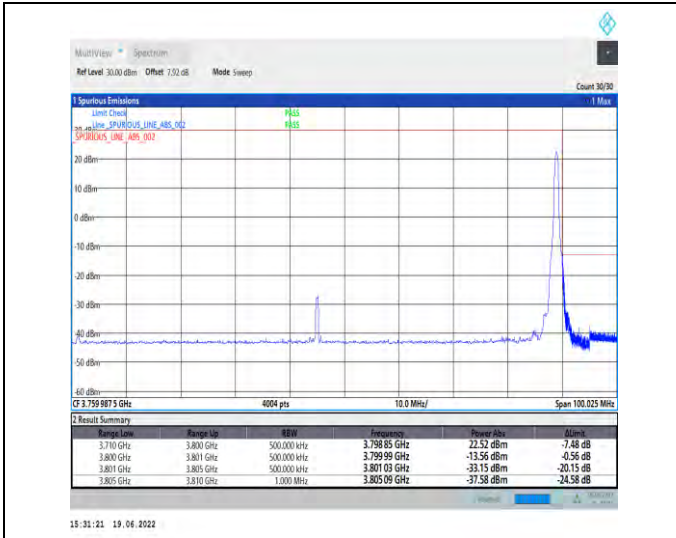 MultiView Spectrum
Ref Level 30.00 dBm Offset 7.92 dB Mode Sweep
Count 30/30
1 Spurious Emissions 1 Max
Limit Check PASS
Line _SPURIOUS_LINE_ABS_002 PASS
_SPURIOUS_LINE_ABS_002
20 dBm
10 dBm
0 dBm
-10 dBm
-20 dBm
-30 dBm
-40 dBm
-50 dBm
-60 dBm
CF 3.759 987 5 GHz 4004 pts 10.0 MHz/ Span 100.025 MHz
2 Result Summary
Range Low Range Up RBW Frequency Power Abs ΔLimit
3.710 GHz 3.800 GHz 500.000 kHz 3.798 85 GHz 22.52 dBm -7.48 dB
3.800 GHz 3.801 GHz 500.000 kHz 3.799 99 GHz -13.56 dBm -0.56 dB
3.801 GHz 3.805 GHz 500.000 kHz 3.801 03 GHz -33.15 dBm -20.15 dB
3.805 GHz 3.810 GHz 1.000 MHz 3.805 09 GHz -37.58 dBm -24.58 dB
15:31:21 19.06.2022